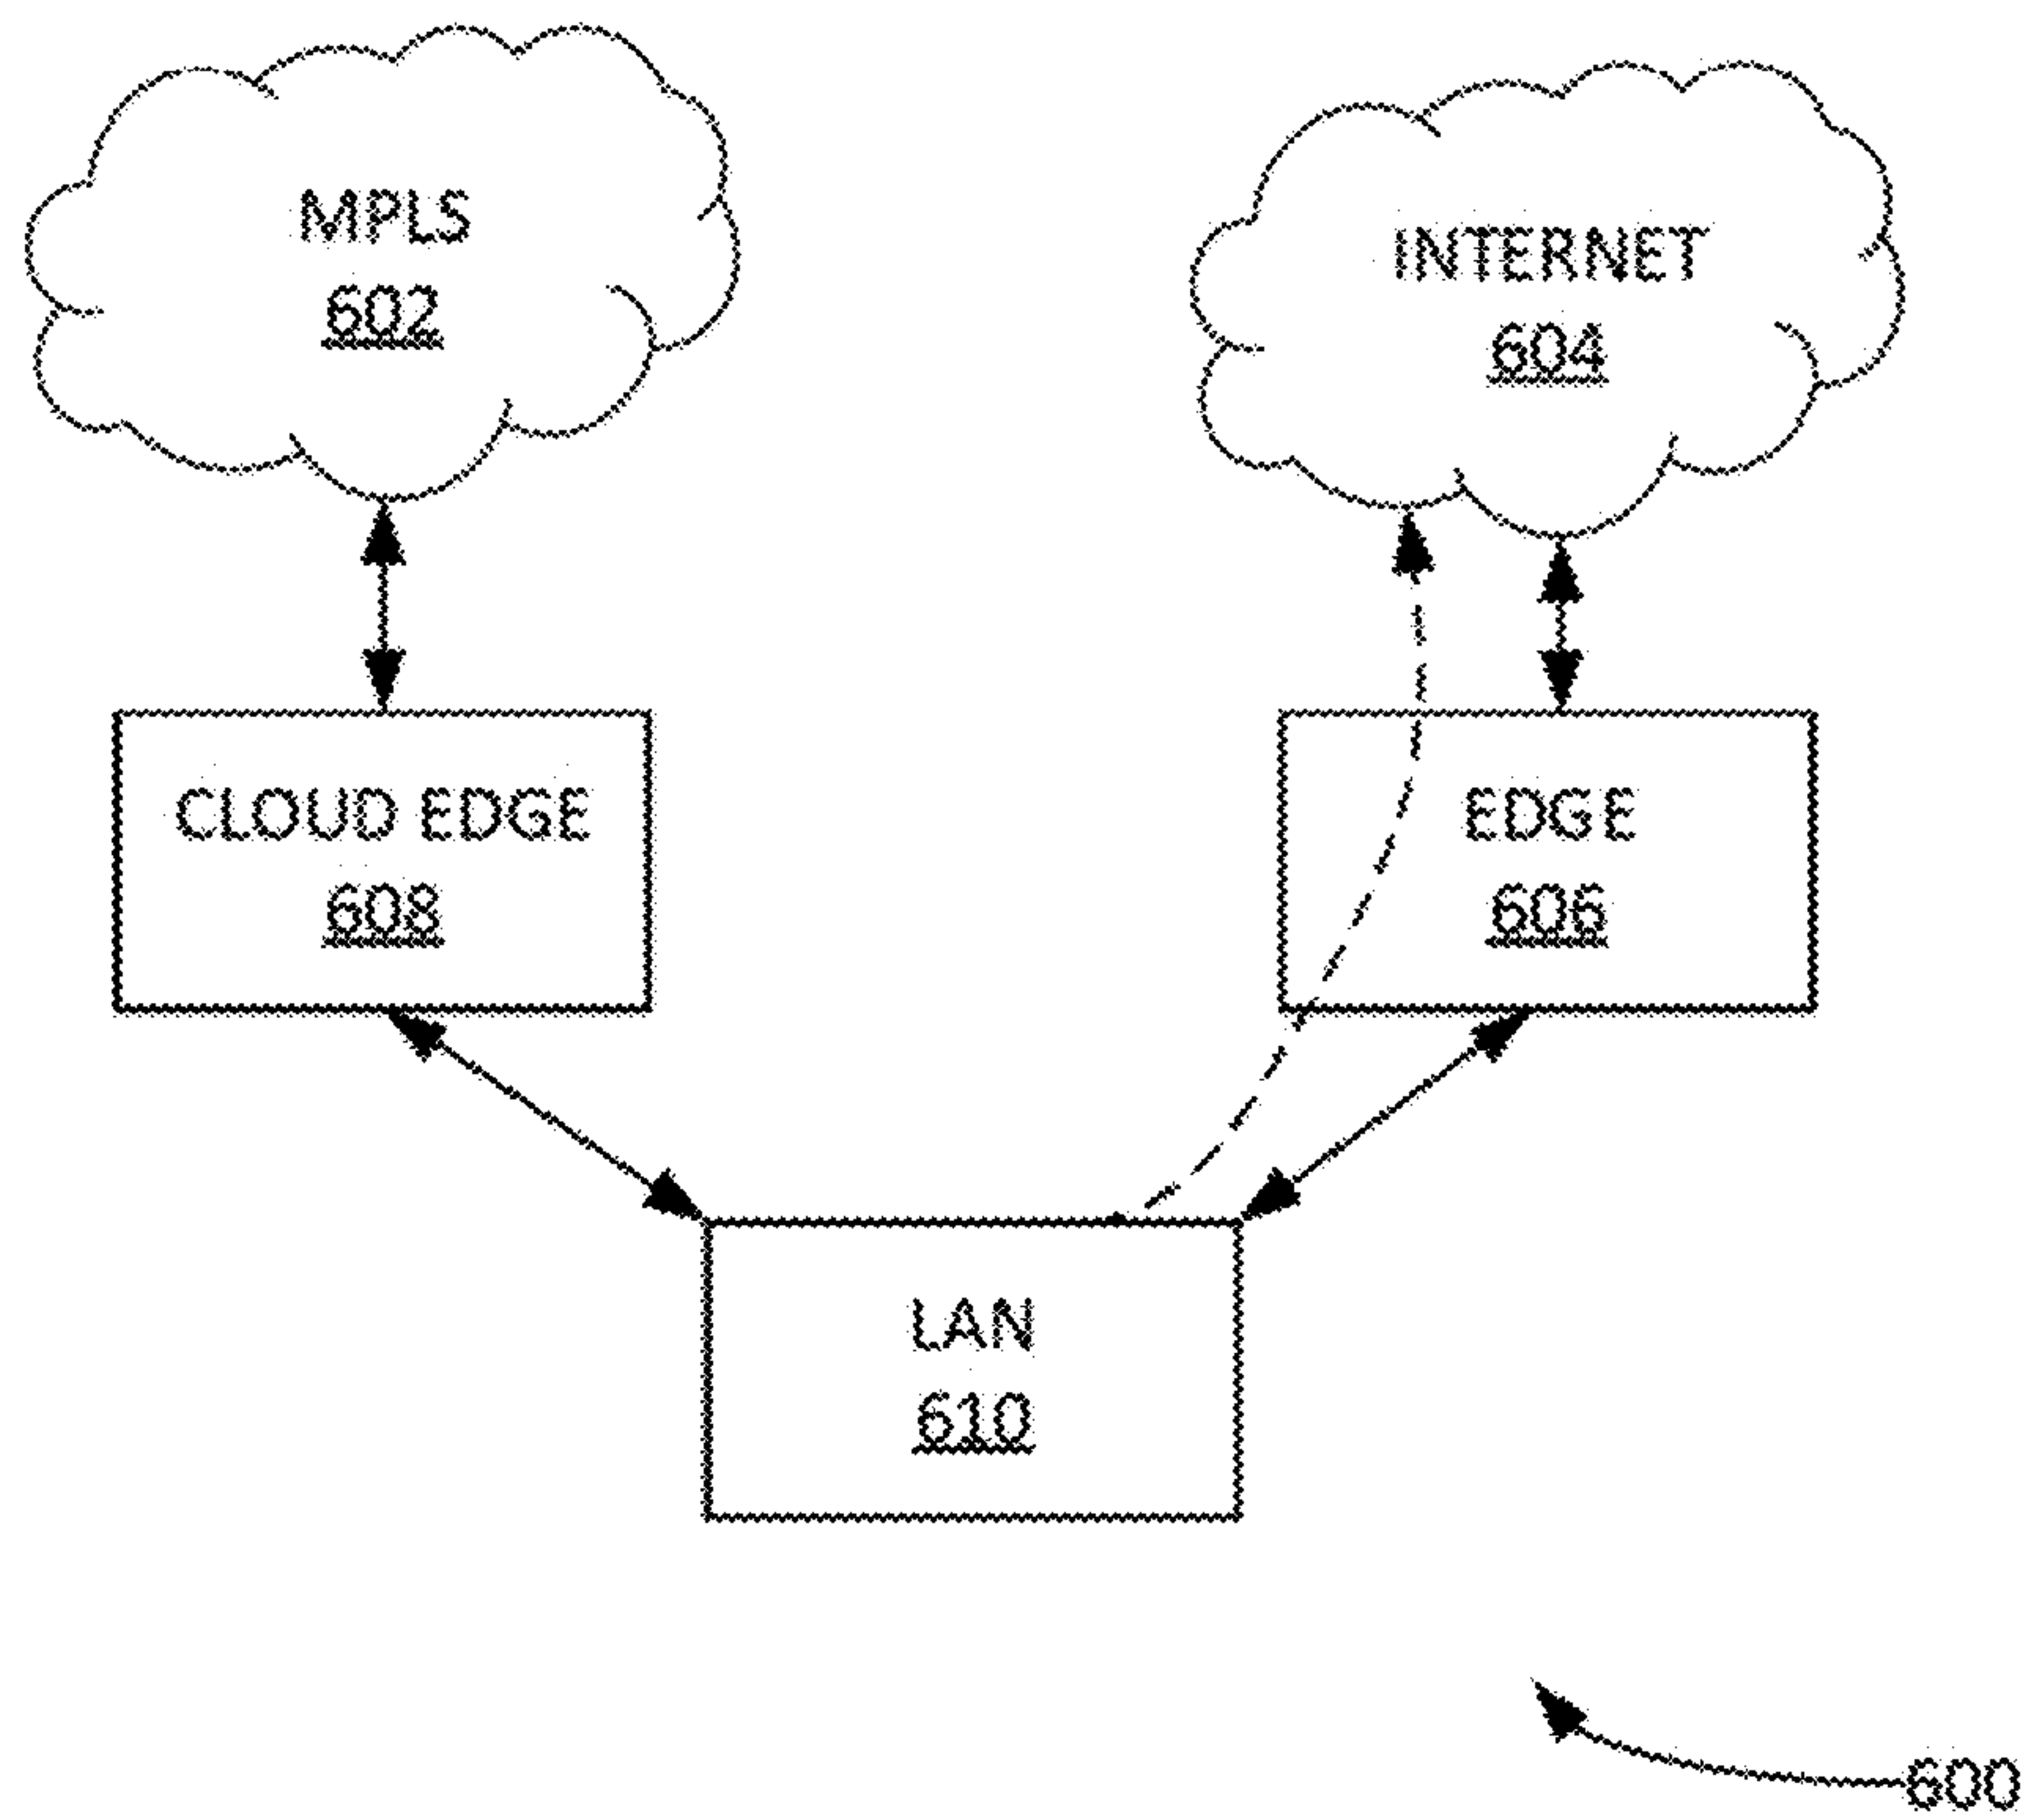 MPLS
602
INTERNET
604
CLOUD EDGE
608
EDGE
606
LAN
610
600